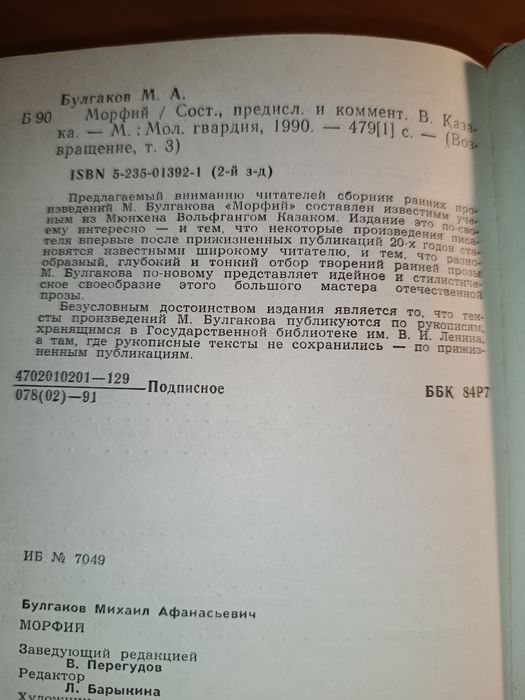 Булгаков М. А.
Б 90 Морфий / Сост., предисл. и коммент. В. Каза-
ка. — М. : Мол. гвардия, 1990. — 479[1] с. — (Воз-
вращение, т. 3)
ISBN 5-235-01392-1 (2-й з-д)
Предлагаемый вниманию читателей сборник ранних про-
изведений М. Булгакова «Морфий» составлен известным уче-
ным из Мюнхена Вольфгангом Казаком. Издание это по-сво-
ему интересно — и тем, что некоторые произведения писа-
теля впервые после прижизненных публикаций 20-х годов ста-
новятся известными широкому читателю, и тем, что разно-
образный, глубокий и тонкий отбор творений ранней прозы
М. Булгакова по-новому представляет идейное и стилистиче-
ское своеобразие этого большого мастера отечественной
прозы.
Безусловным достоинством издания является то, что тек-
сты произведений М. Булгакова публикуются по рукописям,
хранящимся в Государственной библиотеке им. В. И. Ленина,
а там, где рукописные тексты не сохранились — по прижиз-
ненным публикациям.
4702010201—129
078(02)—91
Подписное
ББК 84Р7
ИБ № 7049
Булгаков Михаил Афанасьевич
МОРФИЙ
Заведующий редакцией
В. Перегудов
Редактор
Л. Барыкина